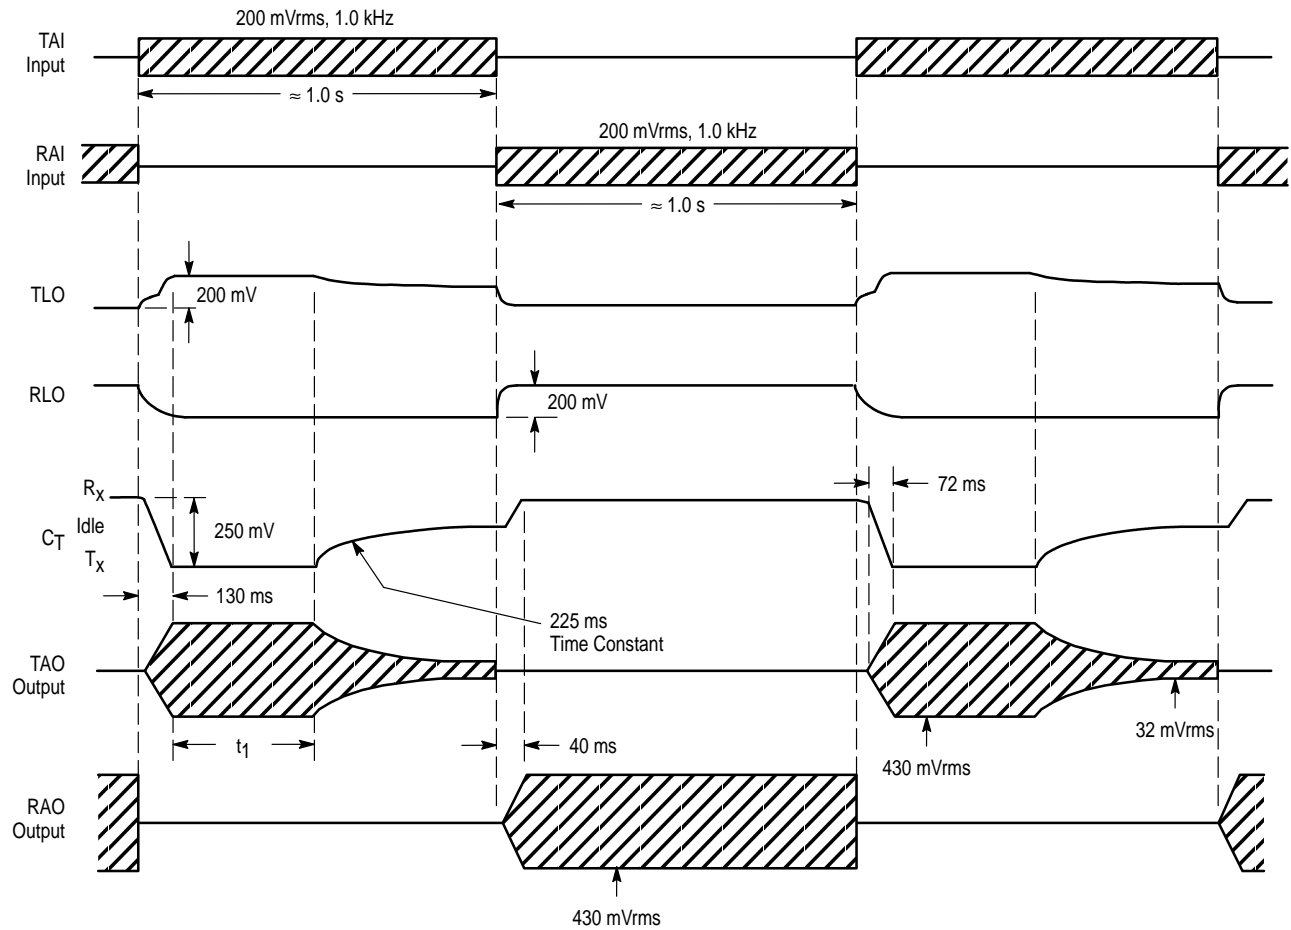 200 mVrms, 1.0 kHz
TAI
Input
≈ 1.0 s
200 mVrms, 1.0 kHz
RAI
Input
≈ 1.0 s
TLO
200 mV
RLO
200 mV
RX
72 ms
Idle
250 mV
CT
TX
130 ms
225 ms
Time Constant
TAO
Output
32 mVrms
t1
40 ms
430 mVrms
RAO
Output
430 mVrms